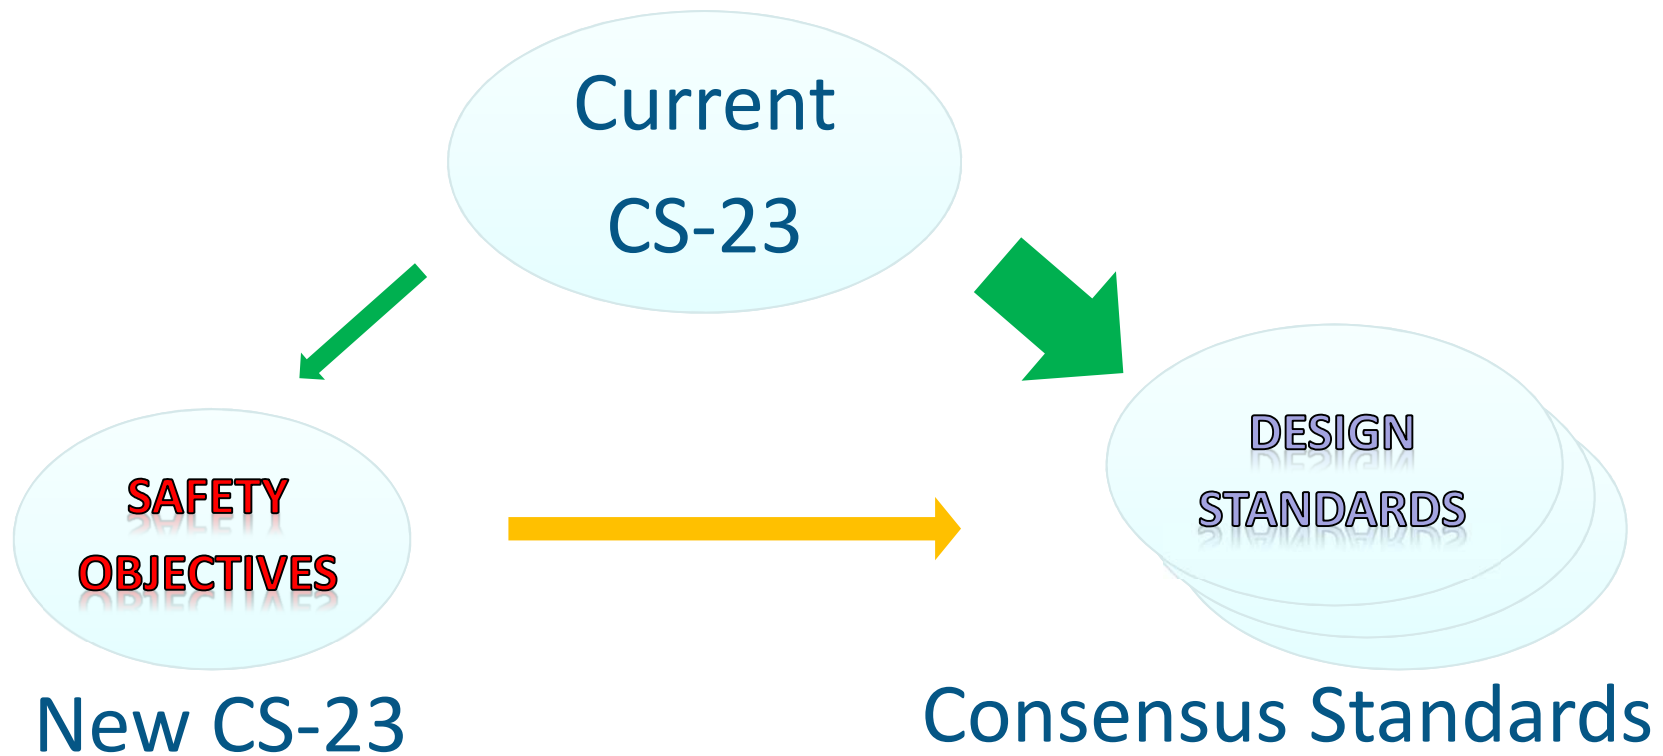 Current
CS-23
SAFETY
OBJECTIVES
New CS-23
DESIGN
STANDARDS
Consensus Standards